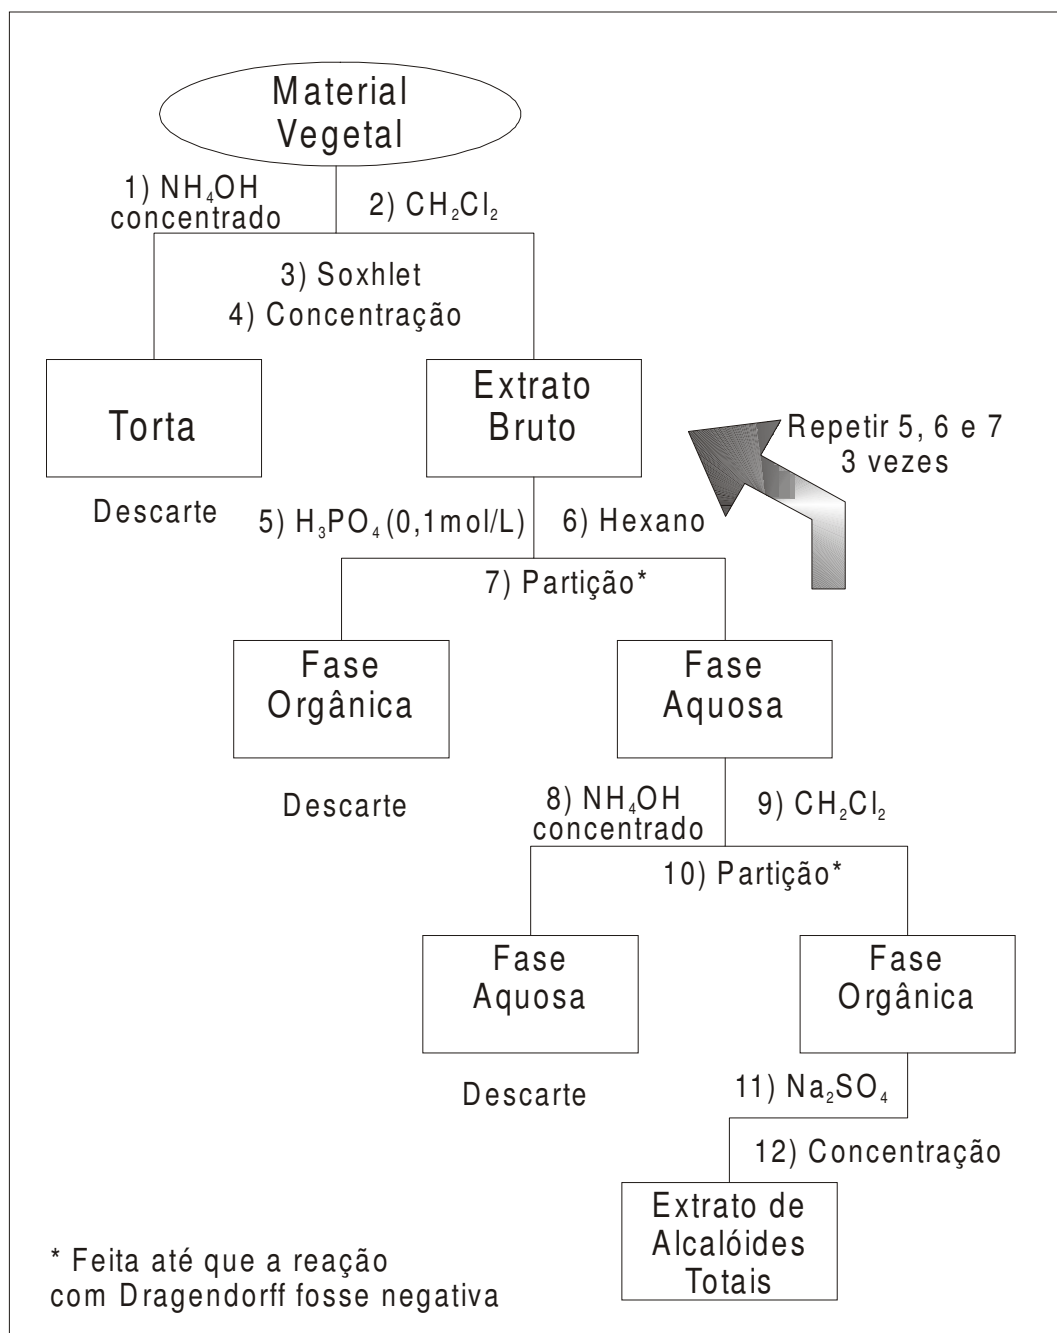 Material
Vegetal
1) NH₄OH
concentrado
2) CH₂Cl₂
3) Soxhlet
4) Concentração
Torta
Extrato
Bruto
Repetir 5, 6 e 7
3 vezes
Descarte
5) H₃PO₄ (0,1mol/L)
6) Hexano
7) Partição*
Fase
Orgânica
Fase
Aquosa
Descarte
8) NH₄OH
concentrado
9) CH₂Cl₂
10) Partição*
Fase
Aquosa
Fase
Orgânica
Descarte
11) Na₂SO₄
12) Concentração
Extrato de
Alcalóides
Totais
* Feita até que a reação
com Dragendorff fosse negativa